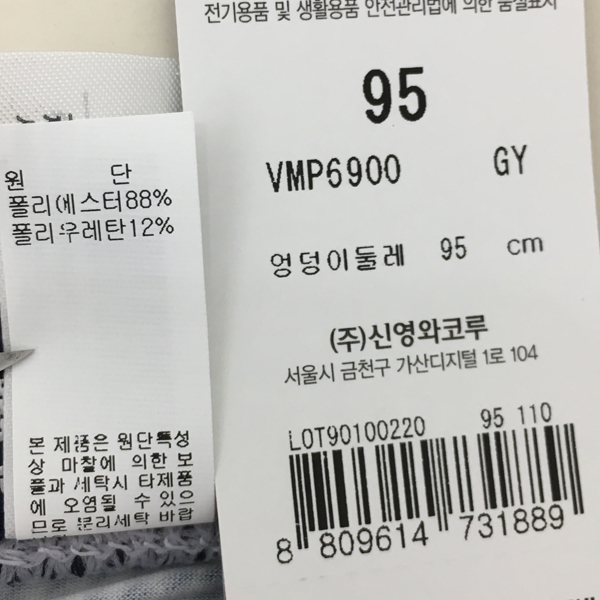 전기용품 및 생활용품 안전관리법에 의한 품질표시
95
VMP6900 GY
엉덩이둘레 95 cm
(주)신영와코루
서울시 금천구 가산디지털 1로 104
LOT90100220 95 110
8 809614 731889
원 단
폴리에스터88%
폴리우레탄12%
본 제품은 원단특성
상 마찰에 의한 보
풀과 세탁시 타제품
에 오염될 수 있으
므로 분리세탁 바랍